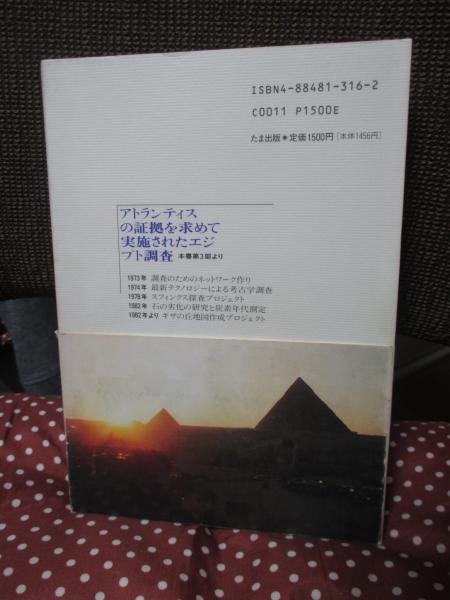 ISBN4-88481-316-2
C0011 P1500E
たま出版●定価1500円［本体1456円］
アトランティス
の証拠を求めて
実施されたエジ
プト調査 本書第3部より
1973年 調査のためのネットワーク作り
1974年 最新テクノロジーによる考古学調査
1978年 スフィンクス探査プロジェクト
1982年 石の劣化の研究と炭素年代測定
1982年より ギザの丘地図作成プロジェクト